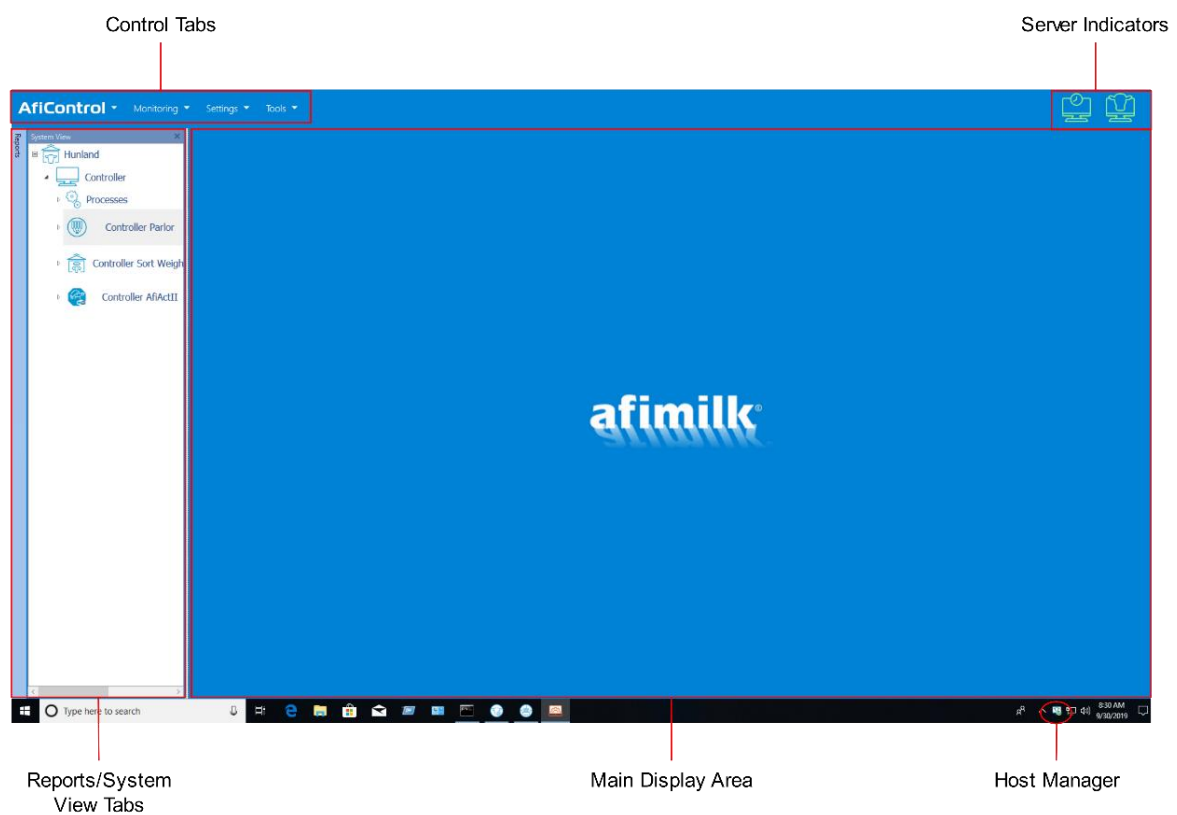 Control Tabs
Server Indicators
AfiControl Monitoring Settings Tools
Reports
System View
Hunland
Controller
Processes
Controller Parlor
Controller Sort Weigh
Controller AfiActII
afimilk®
Type here to search
8:30 AM
9/30/2019
Reports/System
View Tabs
Main Display Area
Host Manager